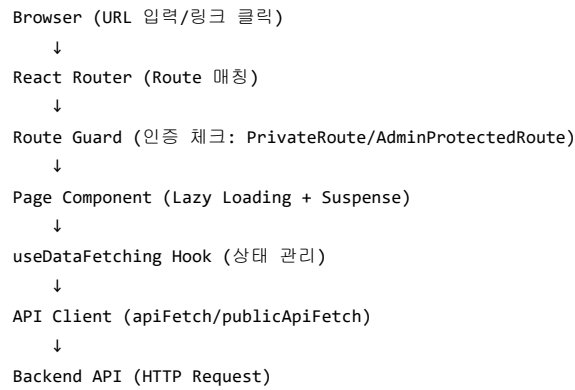 Browser (URL 입력/링크 클릭)
↓
React Router (Route 매칭)
↓
Route Guard (인증 체크: PrivateRoute/AdminProtectedRoute)
↓
Page Component (Lazy Loading + Suspense)
↓
useDataFetching Hook (상태 관리)
↓
API Client (apiFetch/publicApiFetch)
↓
Backend API (HTTP Request)